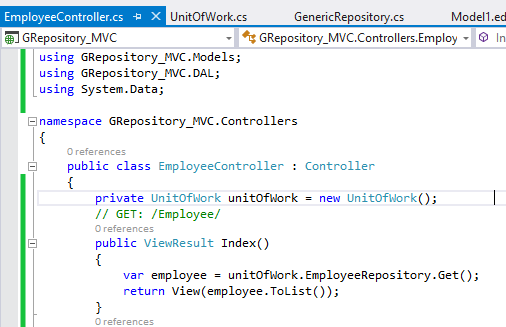 EmployeeController.cs UnitOfWork.cs GenericRepository.cs Model1.ed
GRepository_MVC GRepository_MVC.Controllers.Employ In
using GRepository_MVC.Models;
using GRepository_MVC.DAL;
using System.Data;
namespace GRepository_MVC.Controllers
{
0 references
public class EmployeeController : Controller
{
private UnitOfWork unitOfWork = new UnitOfWork();
// GET: /Employee/
0 references
public ViewResult Index()
{
var employee = unitOfWork.EmployeeRepository.Get();
return View(employee.ToList());
}
0 references